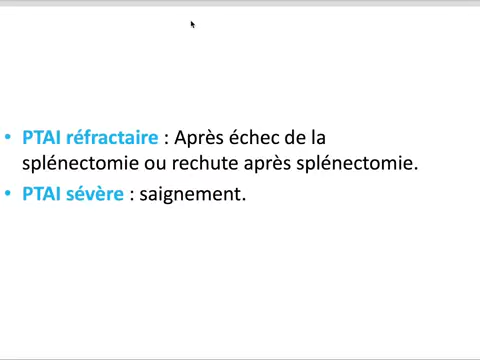 • PTAI réfractaire : Après échec de la
splénectomie ou rechute après splénectomie.
• PTAI sévère : saignement.